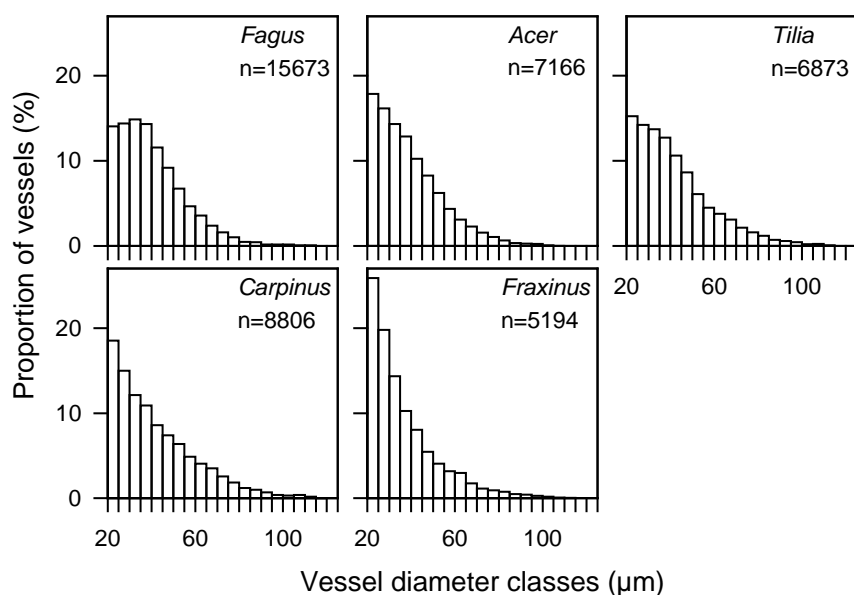 Fagus
n=15673
Acer
n=7166
Tilia
n=6873
20
10
0
Carpinus
n=8806
Fraxinus
n=5194
20 60 100
20
10
0
20 60 100
20 60 100
Proportion of vessels (%)
Vessel diameter classes (µm)